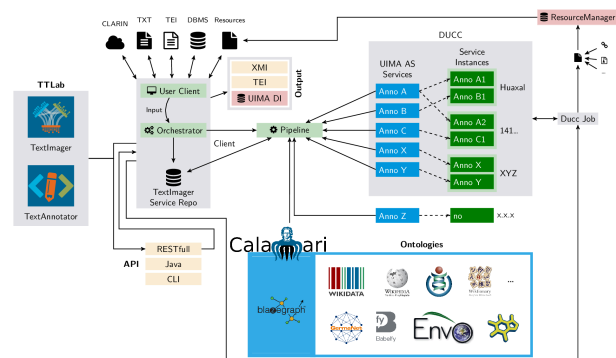 CLARIN
TXT
TEI
DBMS
Resources
ResourceManager
DUCC
TTLab
TextImager
TextAnnotator
User Client
Input
Orchestrator
TextImager
Service Repo
XMI
TEI
UIMA DI
Output
Pipeline
Client
UIMA AS
Services
Service
Instances
Anno A
Anno B
Anno C
Anno X
Anno Y
Anno Z
Anno A1
Anno B1
Anno A2
Anno C1
Anno X
Anno Y
no
Huaxal
141...
XYZ
X.X.X
Ducc Job
...
API
RESTfull
Java
CLI
Calamari
blazegraph
Ontologies
WIKIDATA
WIKIPEDIA
Wiktionary
...
GermaNet
fy
Babelfy
Envo